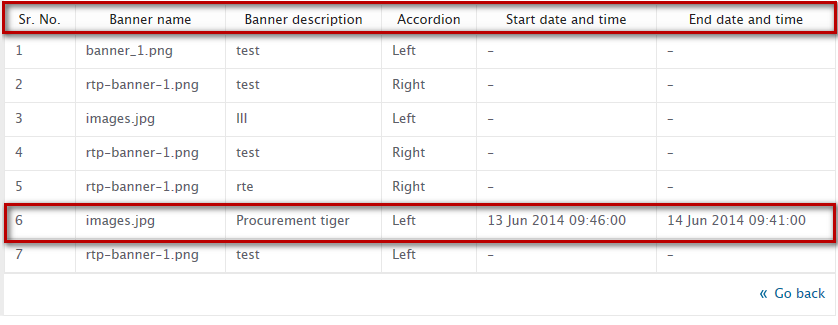 Sr. No. Banner name Banner description Accordion Start date and time End date and time
1 banner_1.png test Left – –
2 rtp-banner-1.png test Right – –
3 images.jpg lll Left – –
4 rtp-banner-1.png test Right – –
5 rtp-banner-1.png rte Right – –
6 images.jpg Procurement tiger Left 13 Jun 2014 09:46:00 14 Jun 2014 09:41:00
7 rtp-banner-1.png test Left – –
« Go back